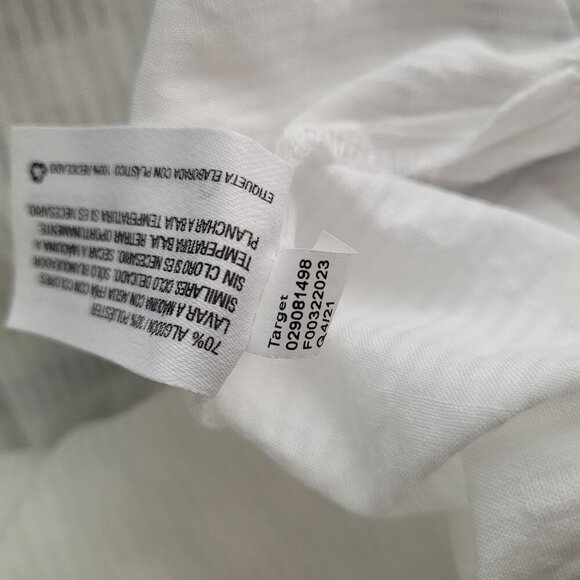 70% ALGODÓN / 30% POLIÉSTER
LAVAR A MÁQUINA CON AGUA FRÍA CON COLORES
SIMILARES. CICLO DELICADO. SOLO BLANQUEADOR
SIN CLORO SI ES NECESARIO. SECAR A MÁQUINA A
TEMPERATURA BAJA. RETIRAR OPORTUNAMENTE.
PLANCHAR A BAJA TEMPERATURA SI ES NECESARIO.
ETIQUETA ELABORADA CON PLÁSTICO 100% RECICLADO
Target
029081498
F00322023
Q4/21